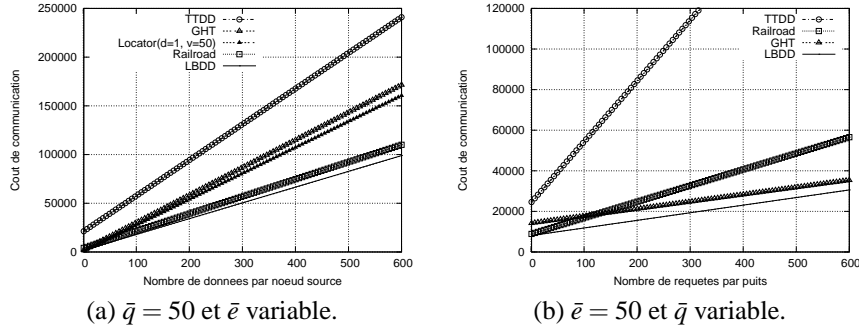 250000
200000
150000
100000
50000
0
Cout de communication
TTDD
GHT
Locator(d=1, v=50)
Railroad
LBDD
0 100 200 300 400 500 600
Nombre de donnees par noeud source
(a) q̄ = 50 et ē variable.
120000
100000
80000
60000
40000
20000
0
Cout de communication
TTDD
Railroad
GHT
LBDD
0 100 200 300 400 500 600
Nombre de requetes par puits
(b) ē = 50 et q̄ variable.